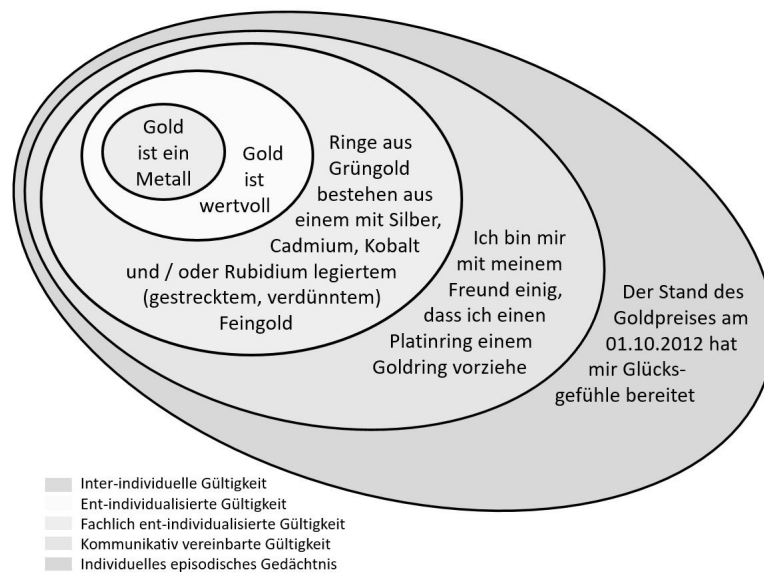 Gold
ist ein
Metall
Gold
ist
wertvoll
Ringe aus
Grüngold
bestehen aus
einem mit Silber,
Cadmium, Kobalt
und / oder Rubidium legiertem
(gestrecktem, verdünntem)
Feingold
Ich bin mir
mit meinem
Freund einig,
dass ich einen
Platinring einem
Goldring vorziehe
Der Stand des
Goldpreises am
01.10.2012 hat
mir Glücks-
gefühle bereitet
Inter-individuelle Gültigkeit
Ent-individualisierte Gültigkeit
Fachlich ent-individualisierte Gültigkeit
Kommunikativ vereinbarte Gültigkeit
Individuelles episodisches Gedächtnis